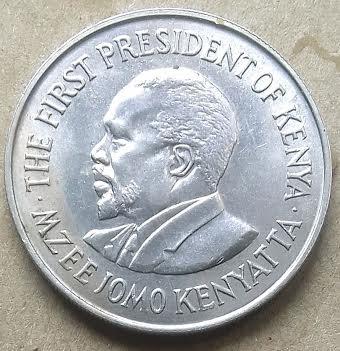 · THE FIRST PRESIDENT OF KENYA ·
MZEE JOMO KENYATTA